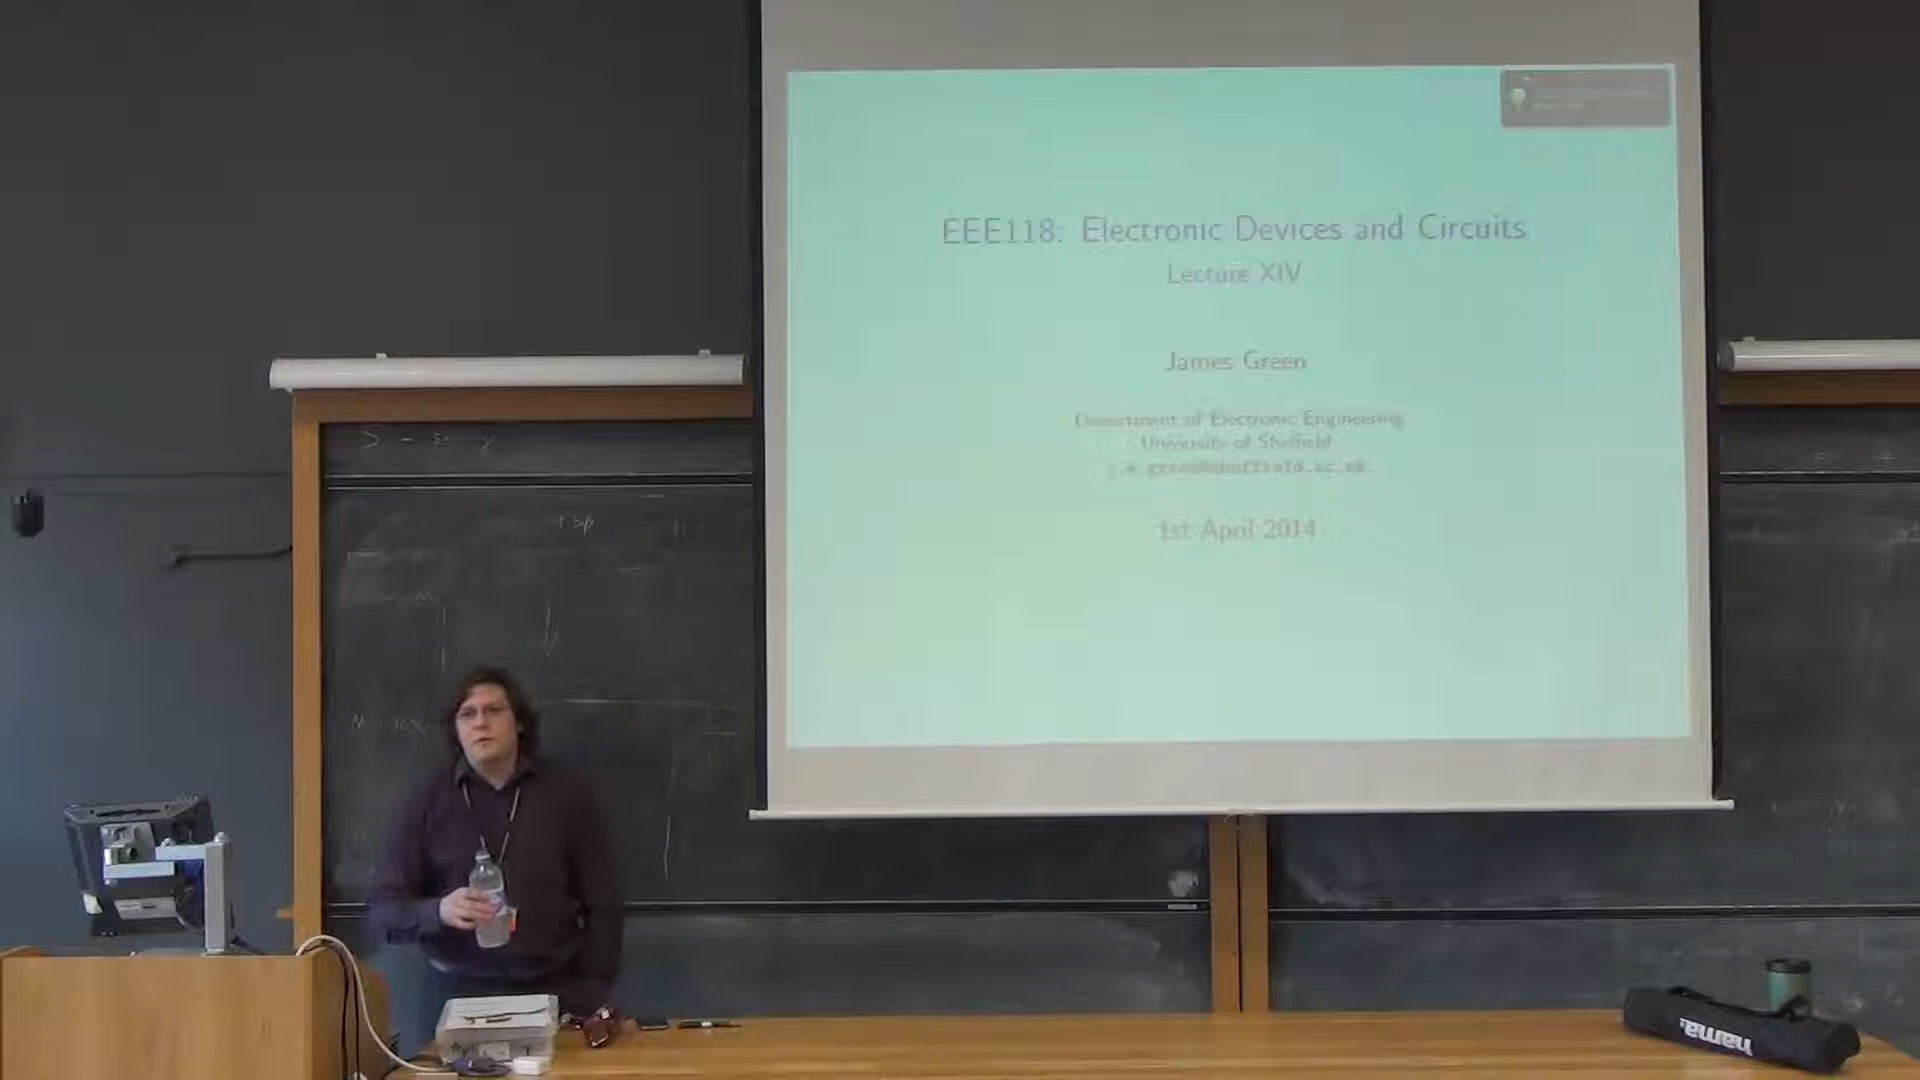 EEE118: Electronic Devices and Circuits
Lecture XIV
James Green
Department of Electronic Engineering
University of Sheffield
j.e.green@sheffield.ac.uk
1st April 2014
hama